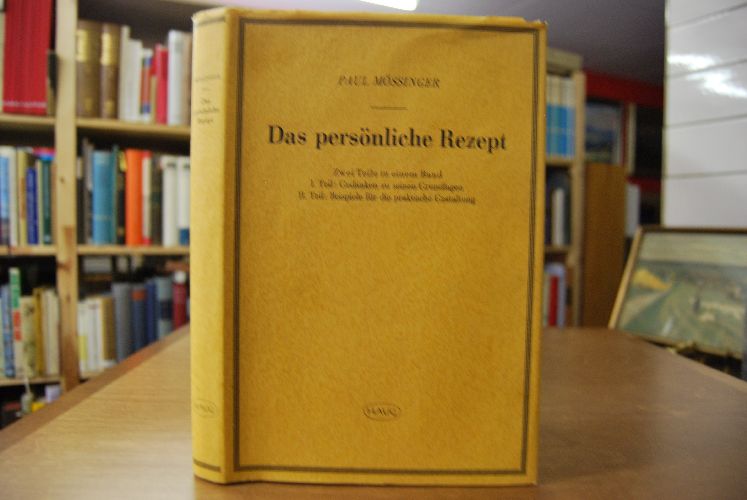 PAUL MÖSSINGER
Das persönliche Rezept
Zwei Teile in einem Band
I. Teil: Gedanken zu seinen Grundlagen
II. Teil: Beispiele für die praktische Gestaltung
HAUG